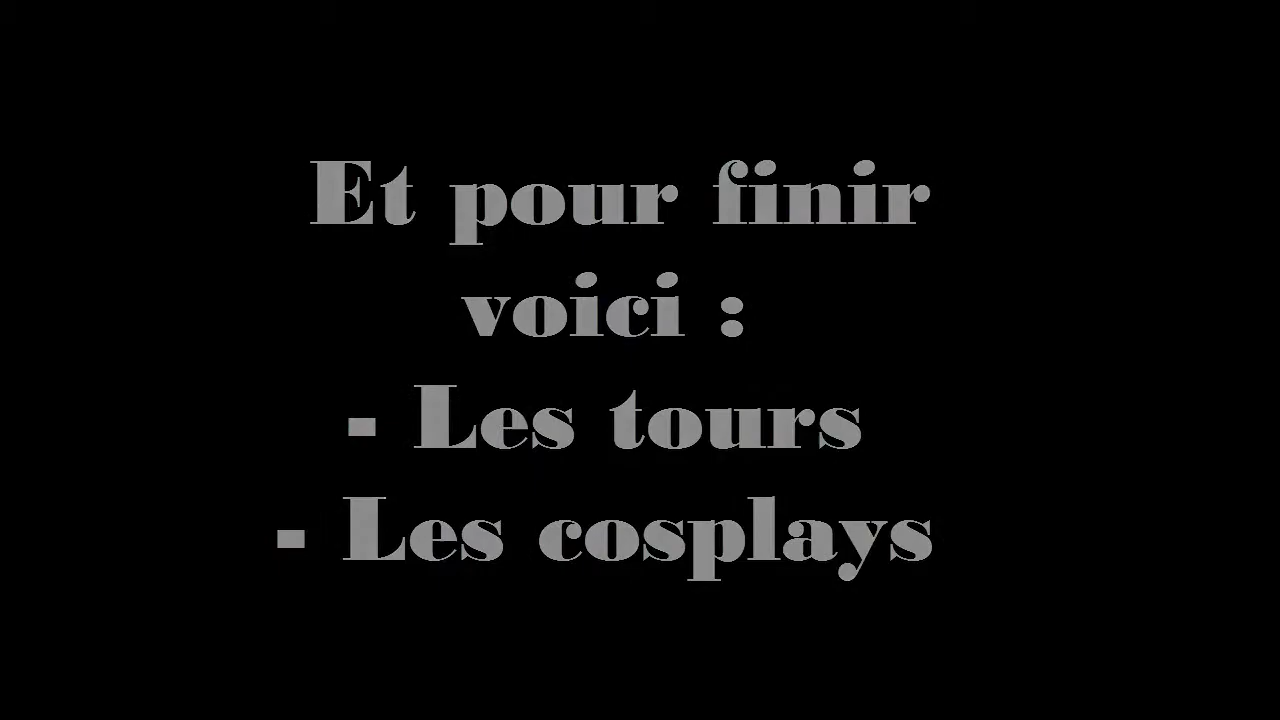 Et pour finir
voici :
- Les tours
- Les cosplays